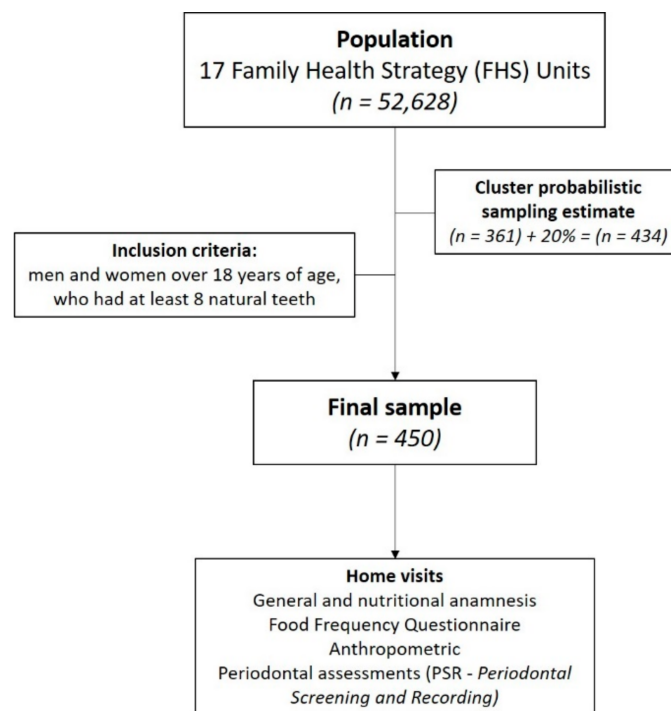 Population
17 Family Health Strategy (FHS) Units
(n = 52,628)
Cluster probabilistic
sampling estimate
(n = 361) + 20% = (n = 434)
Inclusion criteria:
men and women over 18 years of age,
who had at least 8 natural teeth
Final sample
(n = 450)
Home visits
General and nutritional anamnesis
Food Frequency Questionnaire
Anthropometric
Periodontal assessments (PSR - Periodontal
Screening and Recording)